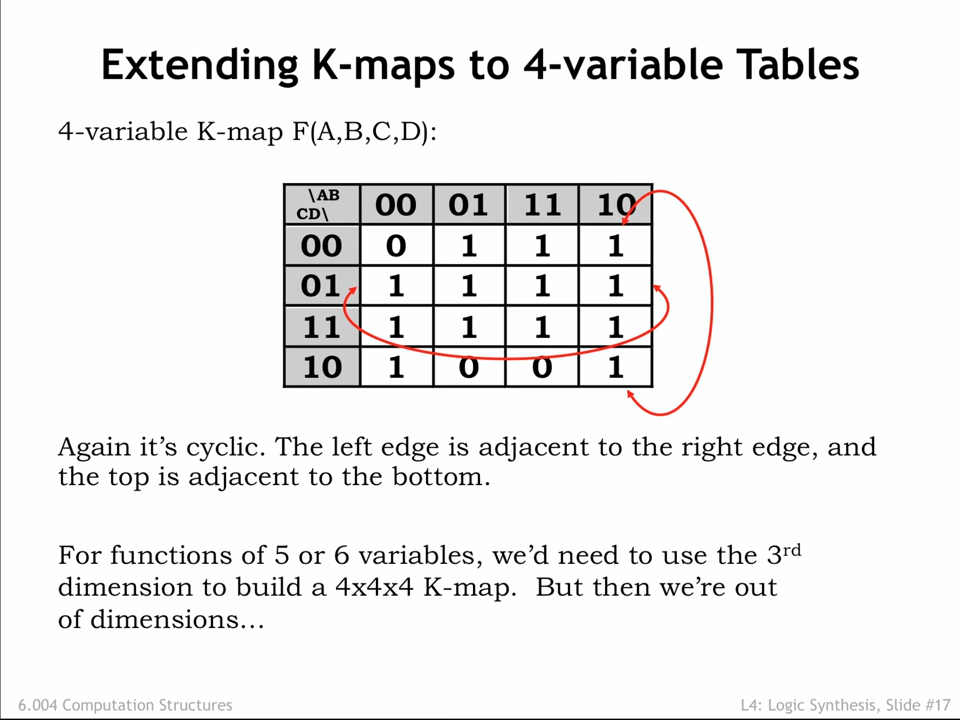 Extending K-maps to 4-variable Tables
4-variable K-map F(A,B,C,D):
\AB
CD\ 00 01 11 10
00 0 1 1 1
01 1 1 1 1
11 1 1 1 1
10 1 0 0 1
Again it’s cyclic. The left edge is adjacent to the right edge, and
the top is adjacent to the bottom.
For functions of 5 or 6 variables, we’d need to use the 3rd
dimension to build a 4x4x4 K-map. But then we’re out
of dimensions…
6.004 Computation Structures
L4: Logic Synthesis, Slide #17